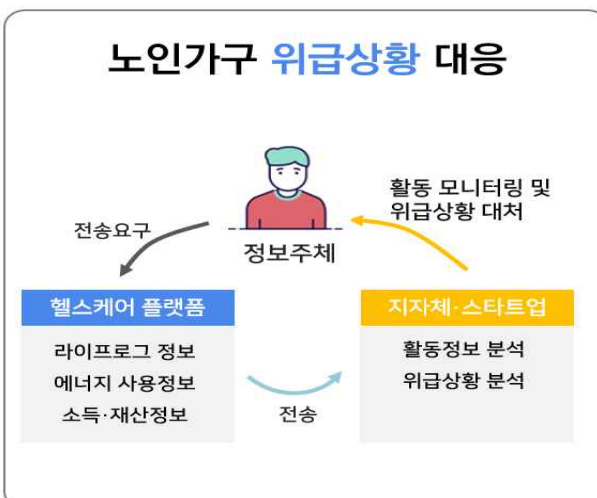 노인가구 위급상황 대응
활동 모니터링 및
위급상황 대처
전송요구
정보주체
헬스케어 플랫폼
라이프로그 정보
에너지 사용정보
소득·재산정보
전송
지자체·스타트업
활동정보 분석
위급상황 분석